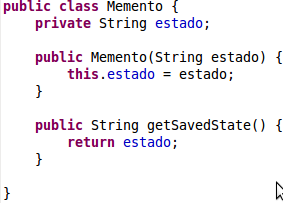 public class Memento {
    private String estado;

    public Memento(String estado) {
        this.estado = estado;
    }

    public String getSavedState() {
        return estado;
    }

}